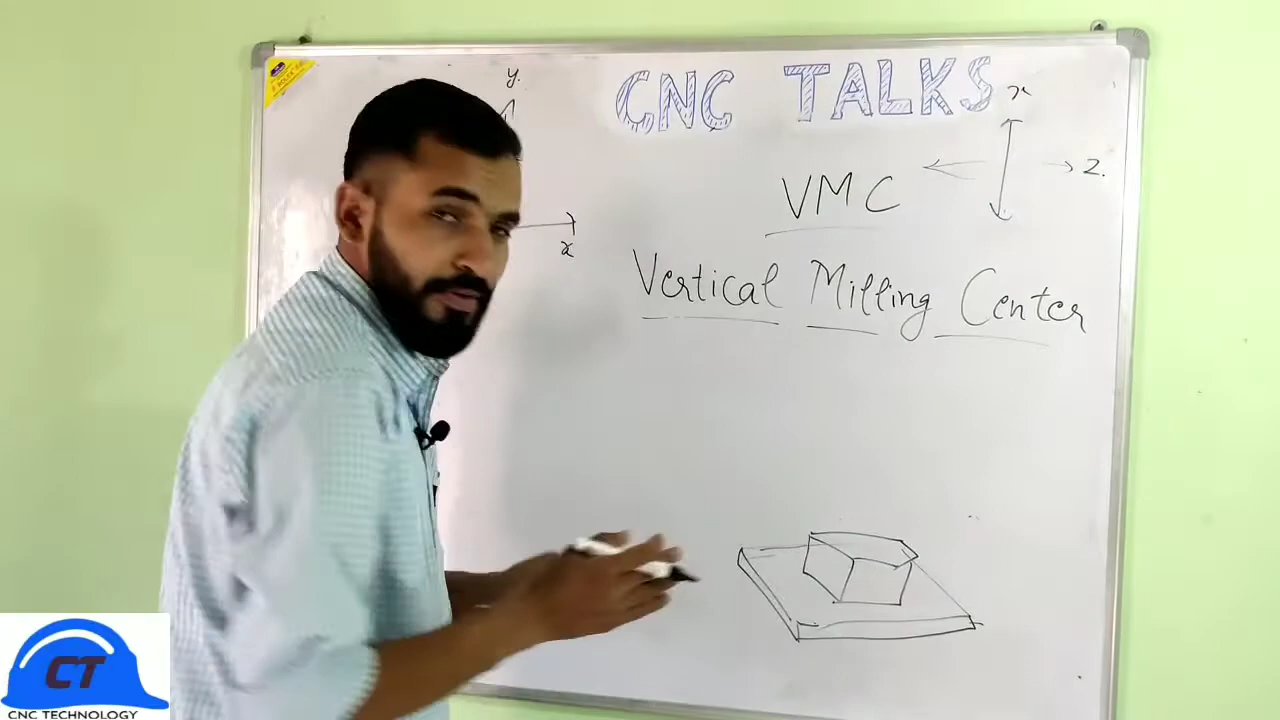 CNC TALKS
y.
x
VMC
z.
x
Vertical Milling Center
CT
CNC TECHNOLOGY